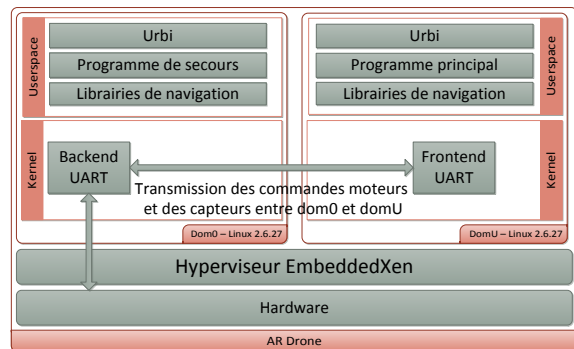 Userspace
Urbi
Programme de secours
Librairies de navigation
Urbi
Programme principal
Librairies de navigation
Userspace
Kernel
Backend
UART
Frontend
UART
Kernel
Transmission des commandes moteurs
et des capteurs entre dom0 et domU
Dom0 – Linux 2.6.27
DomU – Linux 2.6.27
Hyperviseur EmbeddedXen
Hardware
AR Drone